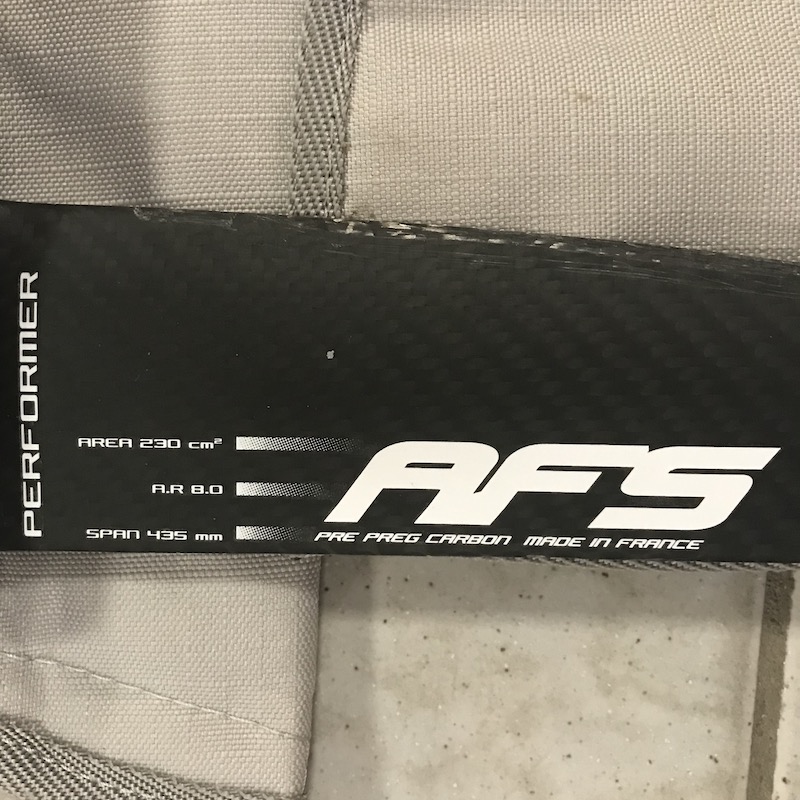 PERFORMER
AREA 230 cm²
A.R 8.0
SPAN 435 mm
AFS
PRE PREG CARBON MADE IN FRANCE